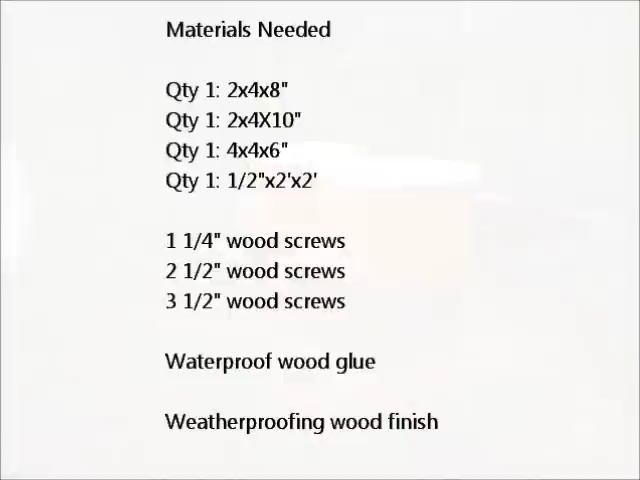 Materials Needed
Qty 1: 2x4x8"
Qty 1: 2x4X10"
Qty 1: 4x4x6"
Qty 1: 1/2"x2'x2'
1 1/4" wood screws
2 1/2" wood screws
3 1/2" wood screws
Waterproof wood glue
Weatherproofing wood finish